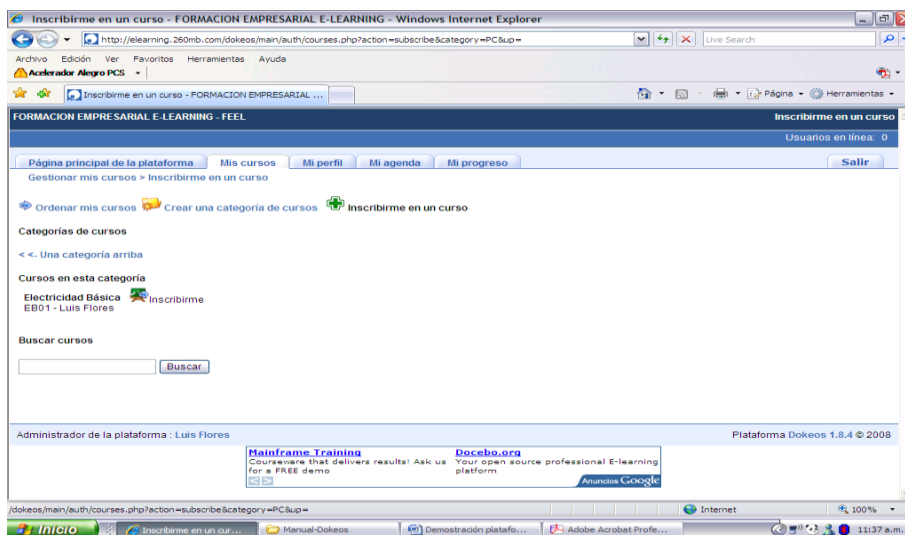 Inscribirme en un curso - FORMACION EMPRESARIAL E-LEARNING - Windows Internet Explorer
http://elearning.260mb.com/dokeos/main/auth/courses.php?action=subscribe&category=PC&up=
Live Search
Archivo Edición Ver Favoritos Herramientas Ayuda
Acelerador Alegro PCS
Inscribirme en un curso - FORMACION EMPRESARIAL ...
Página Herramientas
FORMACION EMPRESARIAL E-LEARNING - FEEL Inscribirme en un curso
Usuarios en línea: 0
Página principal de la plataforma Mis cursos Mi perfil Mi agenda Mi progreso Salir
Gestionar mis cursos > Inscribirme en un curso
Ordenar mis cursos Crear una categoría de cursos Inscribirme en un curso
Categorías de cursos
< <- Una categoría arriba
Cursos en esta categoría
Electricidad Básica Inscribirme
EB01 - Luis Flores
Buscar cursos
Buscar
Administrador de la plataforma : Luis Flores Plataforma Dokeos 1.8.4 © 2008
Mainframe Training Docebo.org
Courseware that delivers results! Ask us Your open source professional E-learning
for a FREE demo platform
Anuncios Google
/dokeos/main/auth/courses.php?action=subscribe&category=PC&up= Internet 100%
Inicio Inscribirme en un cur... Manual-Dokeos Demostración platafo... Adobe Acrobat Profe... 11:37 a.m.